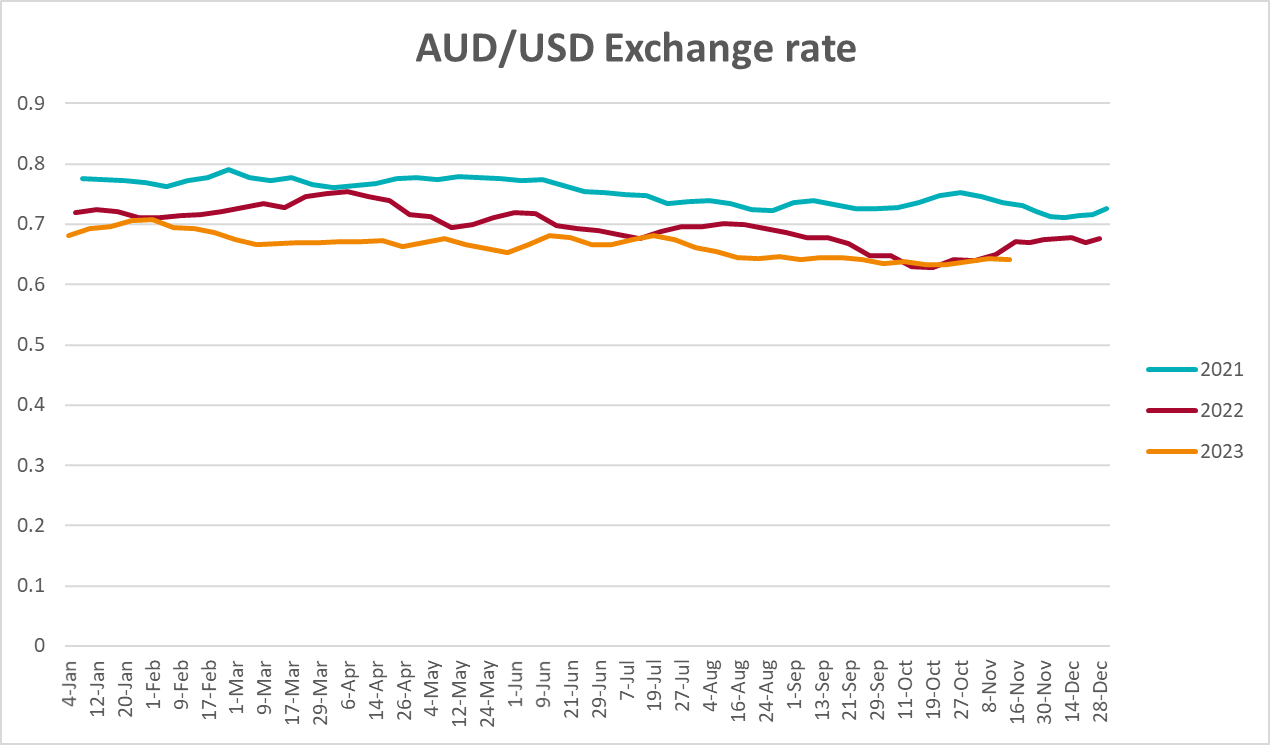 AUD/USD Exchange rate
0.9
0.8
0.7
0.6
0.5
0.4
0.3
0.2
0.1
0
4-Jan
12-Jan
20-Jan
1-Feb
9-Feb
17-Feb
1-Mar
9-Mar
17-Mar
29-Mar
6-Apr
14-Apr
26-Apr
4-May
12-May
24-May
1-Jun
9-Jun
21-Jun
29-Jun
7-Jul
19-Jul
27-Jul
4-Aug
16-Aug
24-Aug
1-Sep
13-Sep
21-Sep
29-Sep
11-Oct
19-Oct
27-Oct
8-Nov
16-Nov
30-Nov
14-Dec
28-Dec
2021
2022
2023